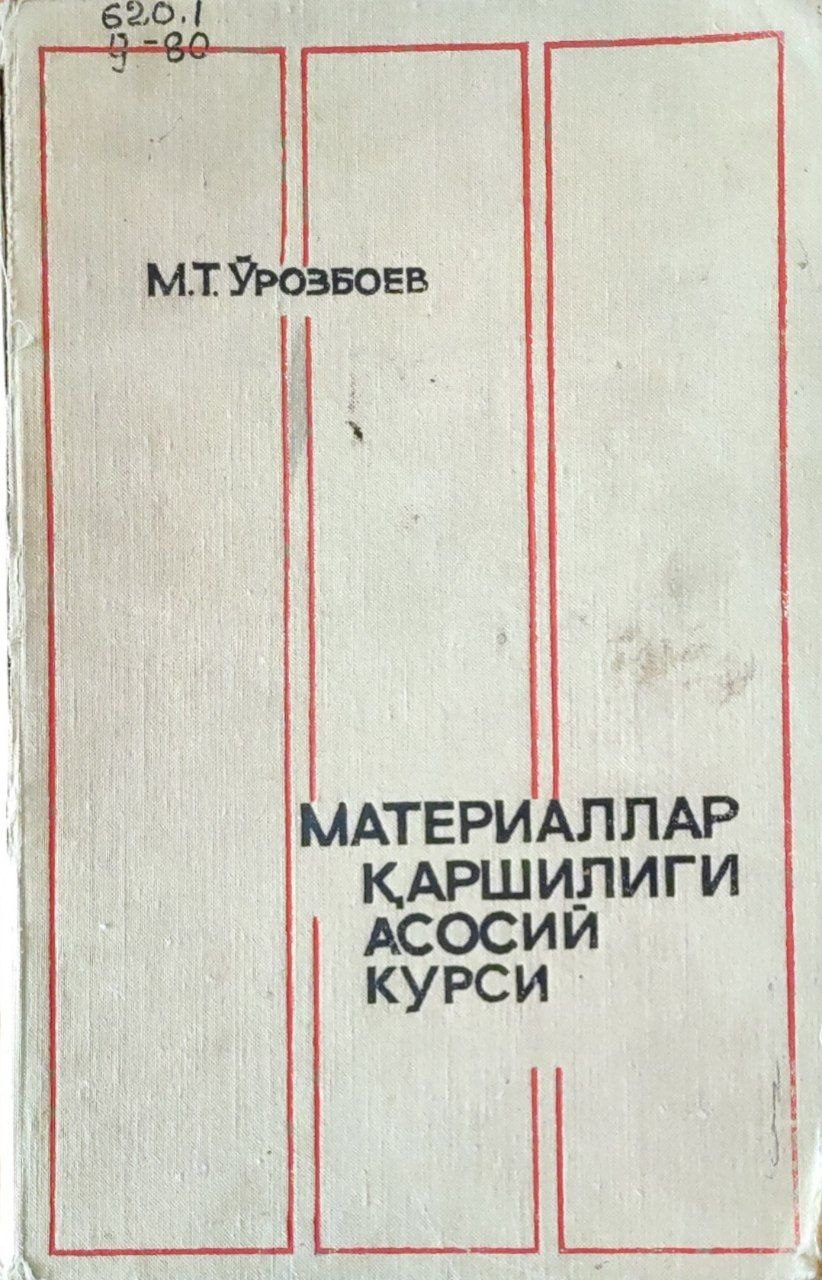 620.1
Ў-80
М.Т. ЎРОЗБОЕВ
МАТЕРИАЛЛАР
ҚАРШИЛИГИ
АСОСИЙ
КУРСИ